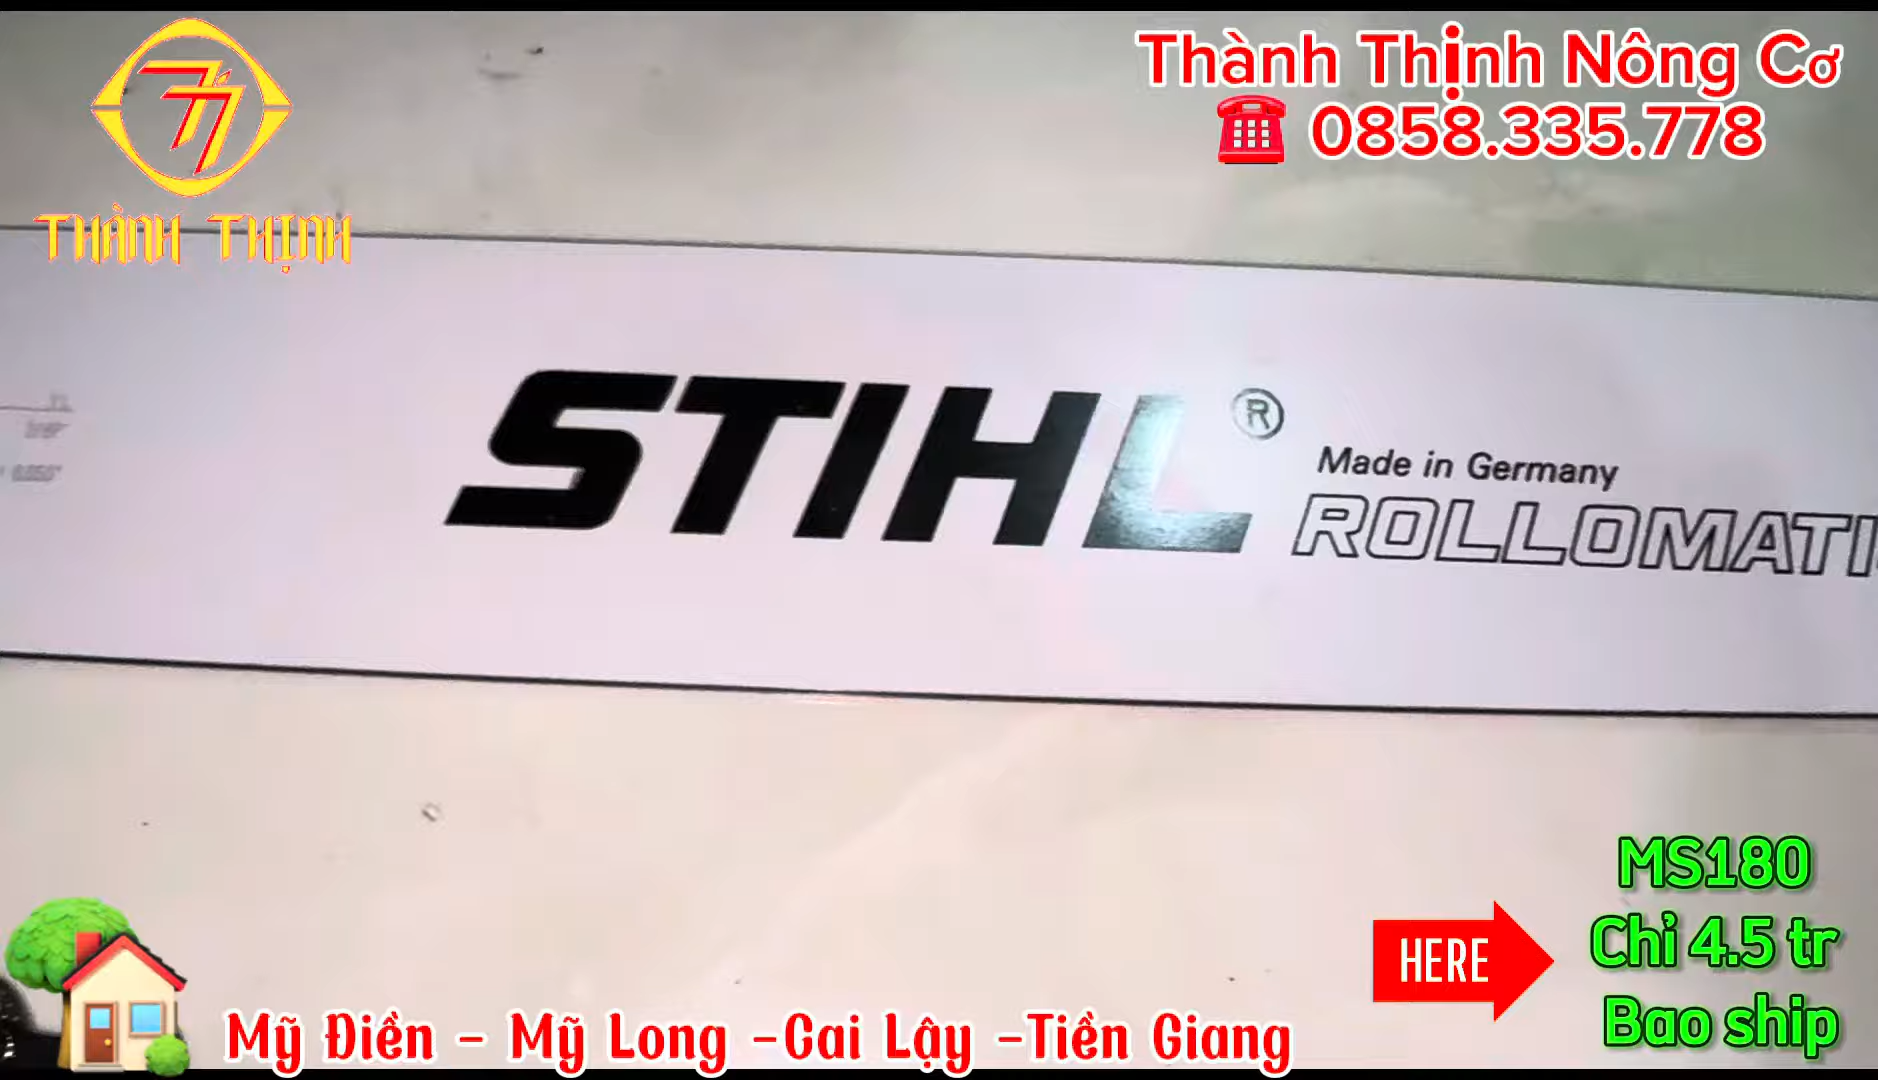 Thành Thịnh Nông Cơ
0858.335.778
THÀNH THỊNH
STIHL®
Made in Germany
ROLLOMATI
MS180
Chỉ 4.5 tr
Bao ship
HERE
Mỹ Điền - Mỹ Long -Cai Lậy -Tiền Giang